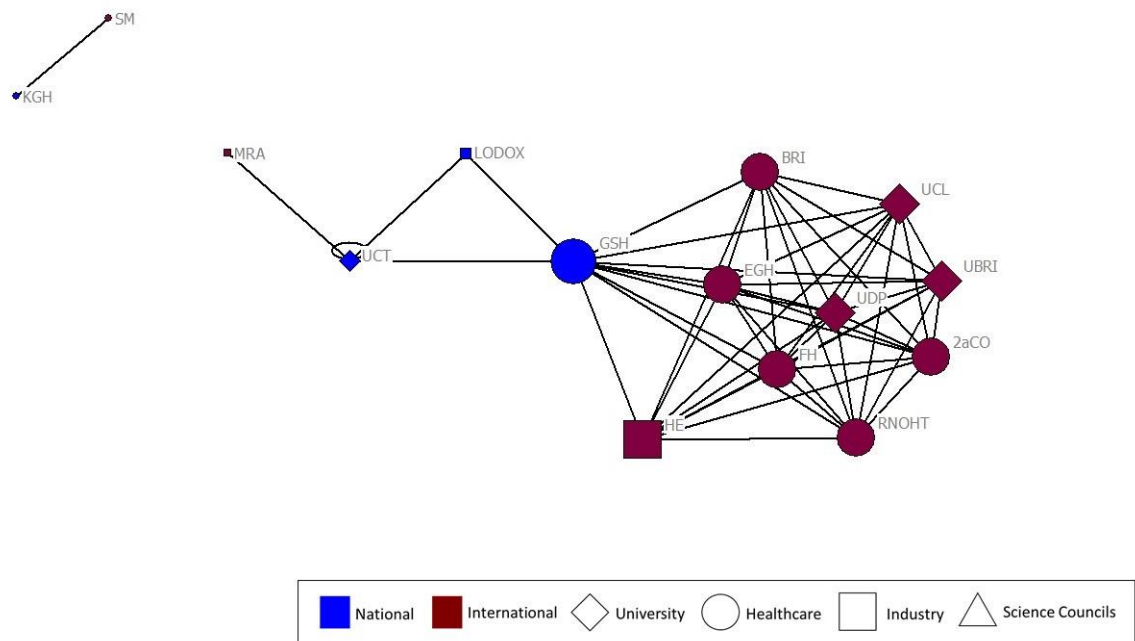 SM
KGH
MRA
LODOX
BRI
UCL
GSH
UCT
EGH
UBRI
UDP
2aCO
FH
HE
RNOHT
National
International
University
Healthcare
Industry
Science Councils